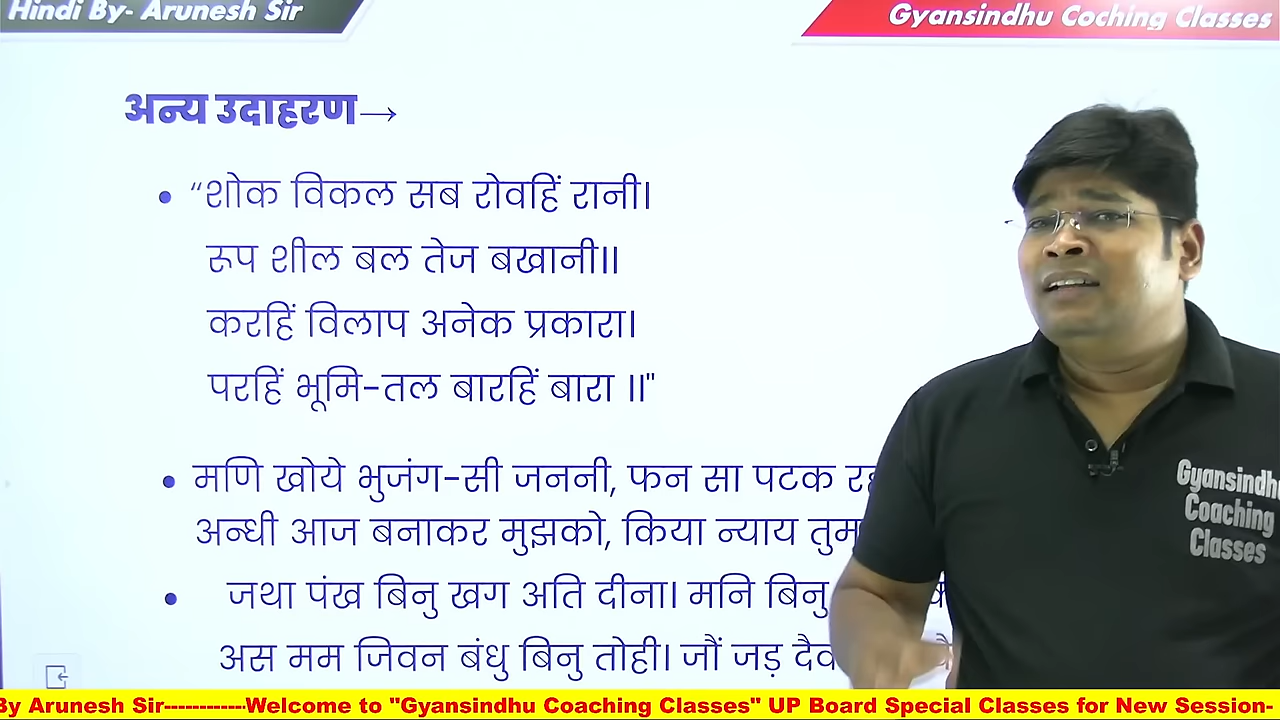 Hindi By- Arunesh Sir
Gyansindhu Coching Classes
अन्य उदाहरण→
• “शोक विकल सब रोवहिं रानी।
रूप शील बल तेज बखानी।।
करहिं विलाप अनेक प्रकारा।
परहिं भूमि-तल बारहिं बारा ।।"
• मणि खोये भुजंग-सी जननी, फन सा पटक
अन्धी आज बनाकर मुझको, किया न्याय
• जथा पंख बिनु खग अति दीना। मनि बिनु
अस मम जिवन बंधु बिनु तोही। जौं जड़
Gyansindhu
Coaching
Classes
By Arunesh Sir-----------Welcome to "Gyansindhu Coaching Classes" UP Board Special Classes for New Session-